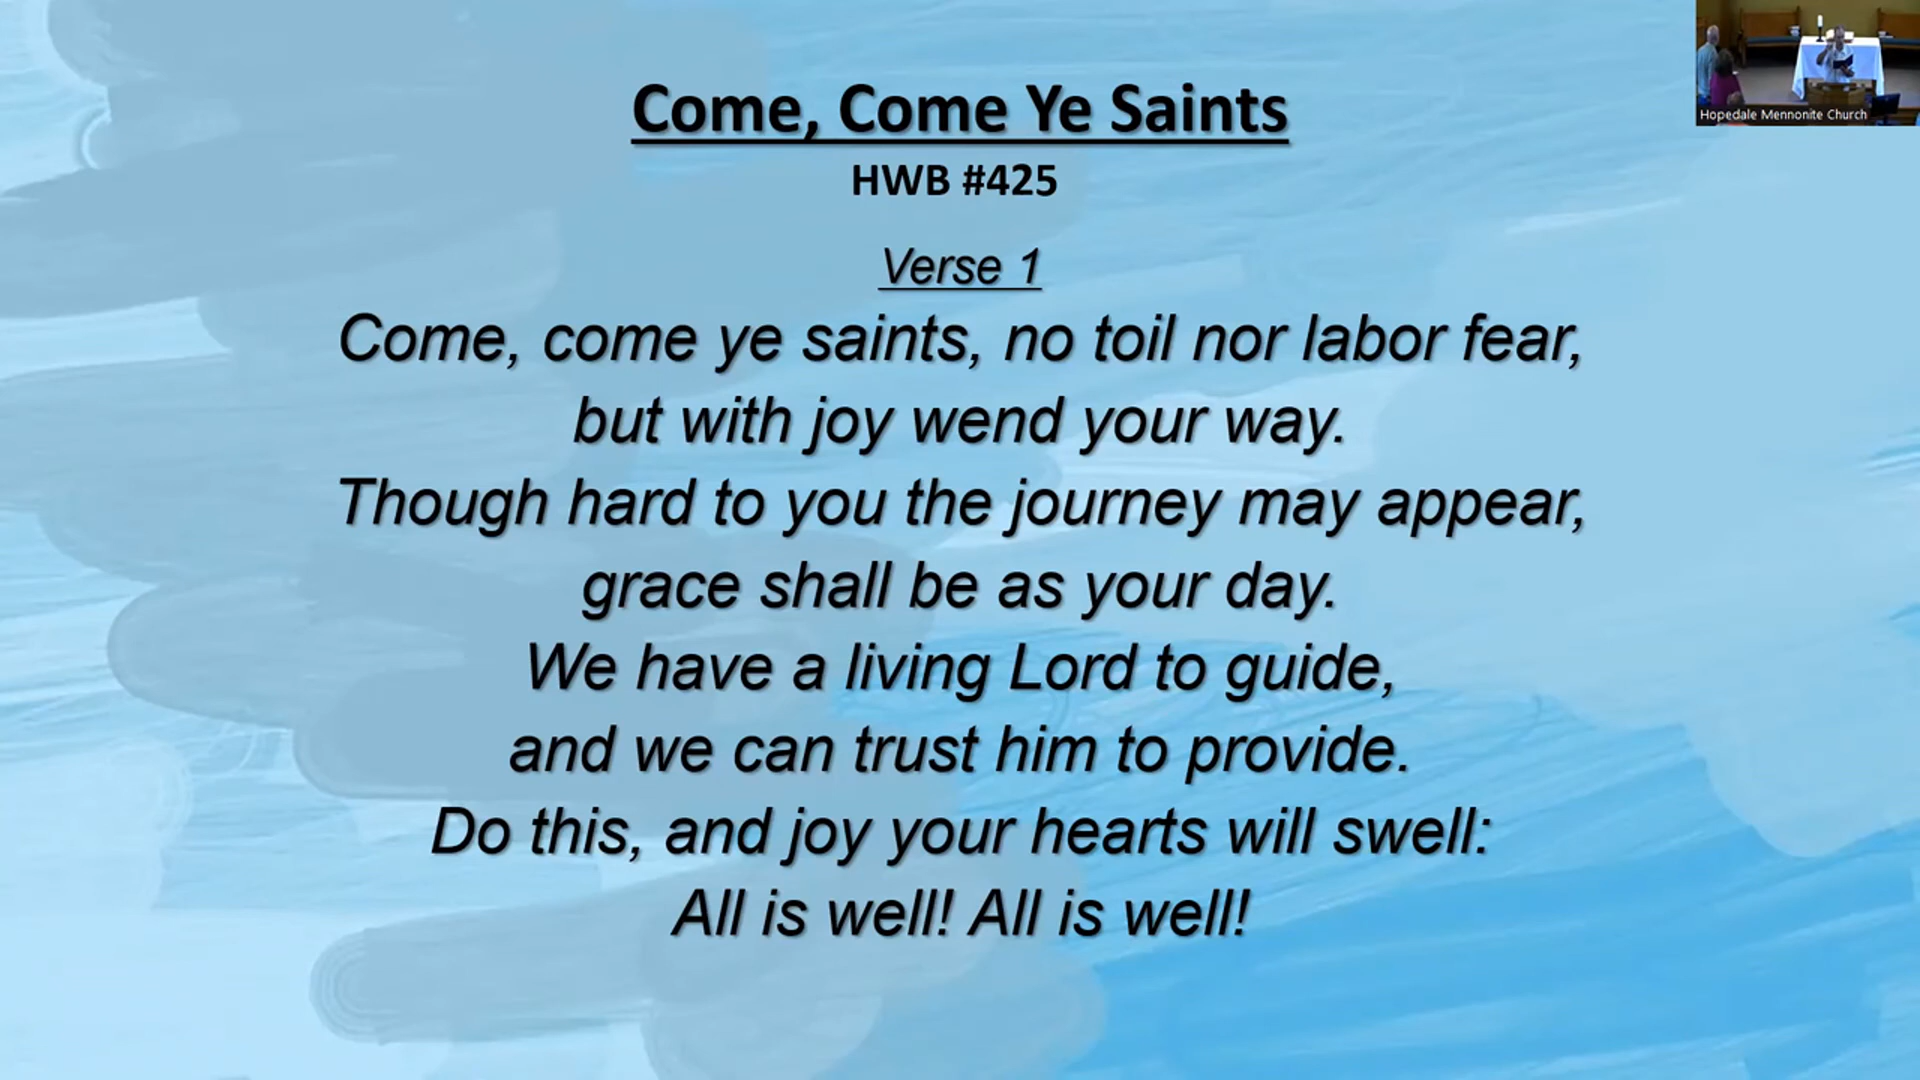 Come, Come Ye Saints
HWB #425
Verse 1
Come, come ye saints, no toil nor labor fear,
but with joy wend your way.
Though hard to you the journey may appear,
grace shall be as your day.
We have a living Lord to guide,
and we can trust him to provide.
Do this, and joy your hearts will swell:
All is well! All is well!
Hopedale Mennonite Church